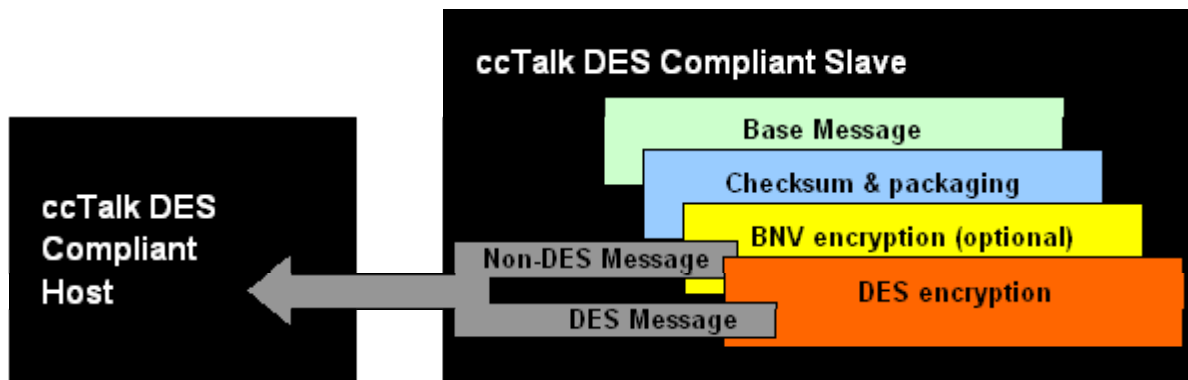 ccTalk DES Compliant Slave
Base Message
Checksum & packaging
BNV encryption (optional)
Non-DES Message
DES encryption
DES Message
ccTalk DES
Compliant
Host